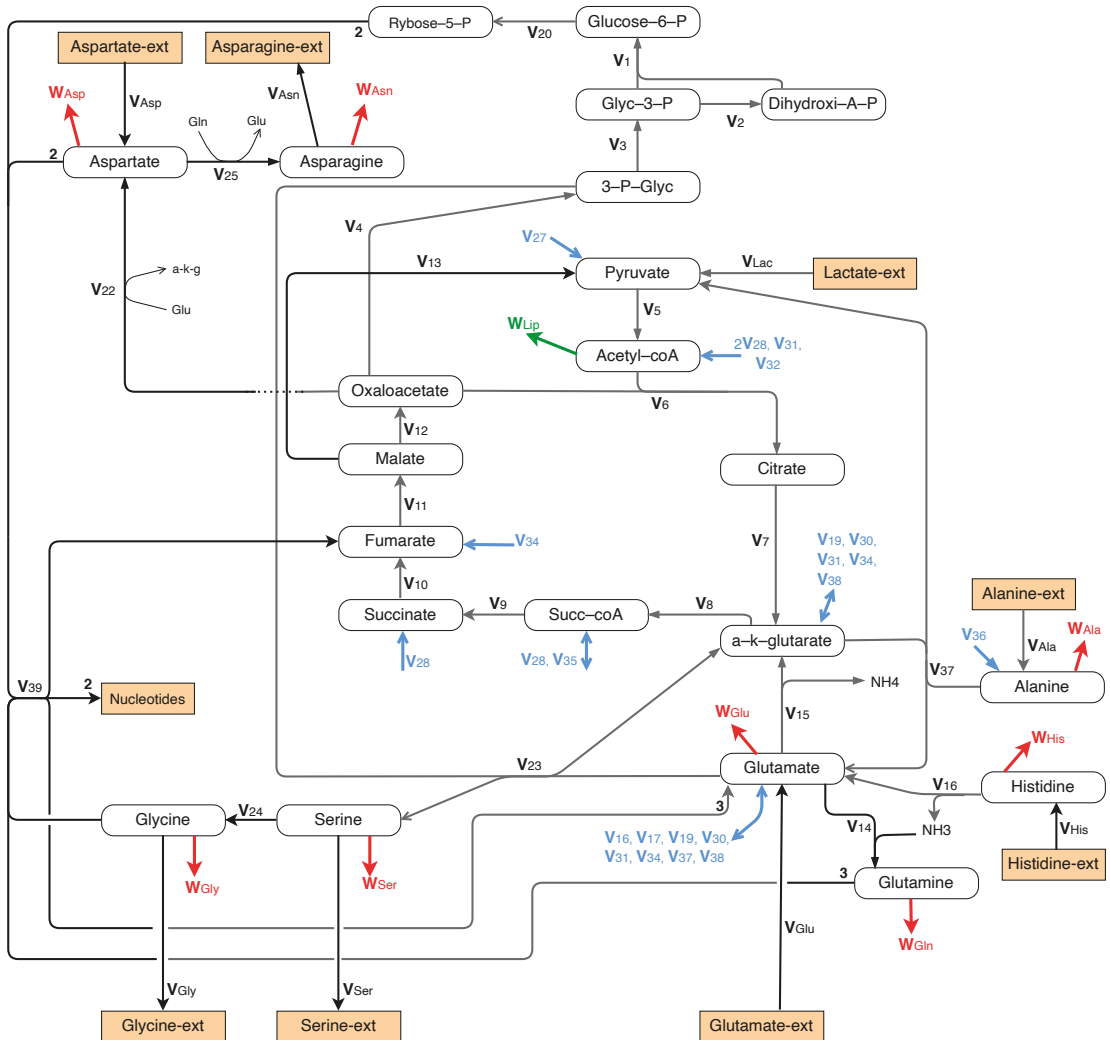 Rybose–5–P
2
V20
Glucose–6–P
Aspartate-ext
Asparagine-ext
V1
WAsp
VAsp
VAsn
WAsn
Glyc–3–P
V2
Dihydroxi–A–P
Gln
Glu
V3
2
Aspartate
V25
Asparagine
3–P–Glyc
V4
V27
a-k-g
V22
Glu
V13
Pyruvate
VLac
Lactate-ext
V5
WLip
Acetyl–coA
2V28, V31,
V32
Oxaloacetate
V6
V12
Malate
Citrate
V11
Fumarate
V34
V7
V19, V30,
V31, V34,
V38
V10
Alanine-ext
Succinate
V9
Succ–coA
V8
a–k–glutarate
V36
VAla
WAla
V28
V28, V35
V37
Alanine
V39
2
Nucleotides
NH4
V15
WGlu
WHis
V23
Glutamate
V16
Histidine
Glycine
V24
Serine
3
V14
NH3
VHis
V16, V17, V19, V30,
V31, V34, V37, V38
Histidine-ext
WGly
WSer
3
Glutamine
VGlu
WGln
VGly
VSer
Glycine-ext
Serine-ext
Glutamate-ext